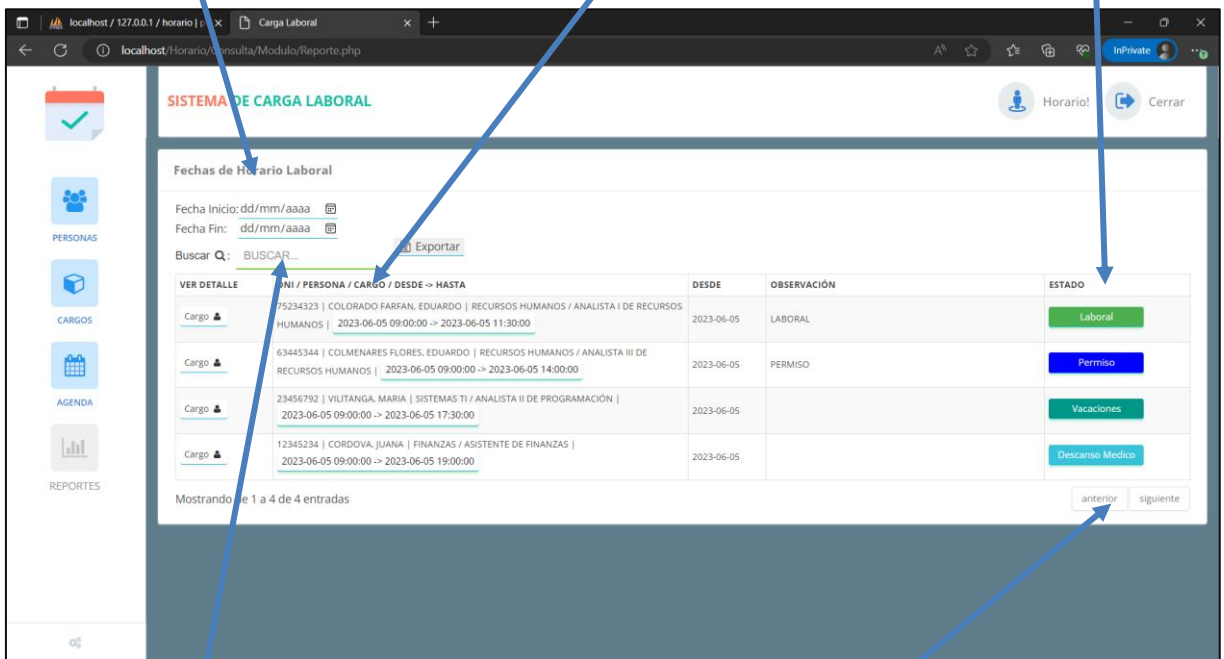 localhost / 127.0.0.1 / horario | p
Carga Laboral
localhost/Horario/Consulta/Modulo/Reporte.php
InPrivate
SISTEMA DE CARGA LABORAL
Horario!
Cerrar
Fechas de Horario Laboral
Fecha Inicio: dd/mm/aaaa
Fecha Fin: dd/mm/aaaa
Buscar : BUSCAR...
Exportar
PERSONAS
CARGOS
AGENDA
REPORTES
VER DETALLE DNI / PERSONA / CARGO / DESDE -> HASTA DESDE OBSERVACIÓN ESTADO
Cargo 75234323 | COLORADO FARFAN, EDUARDO | RECURSOS HUMANOS / ANALISTA I DE RECURSOS
HUMANOS | 2023-06-05 09:00:00 -> 2023-06-05 11:30:00 2023-06-05 LABORAL Laboral
Cargo 63445344 | COLMENARES FLORES, EDUARDO | RECURSOS HUMANOS / ANALISTA III DE
RECURSOS HUMANOS | 2023-06-05 09:00:00 -> 2023-06-05 14:00:00 2023-06-05 PERMISO Permiso
Cargo 23456792 | VILITANGA, MARIA | SISTEMAS TI / ANALISTA II DE PROGRAMACIÓN |
2023-06-05 09:00:00 -> 2023-06-05 17:30:00 2023-06-05 Vacaciones
Cargo 12345234 | CORDOVA, JUANA | FINANZAS / ASISTENTE DE FINANZAS |
2023-06-05 09:00:00 -> 2023-06-05 19:00:00 2023-06-05 Descanso Medico
Mostrando de 1 a 4 de 4 entradas
anterior siguiente